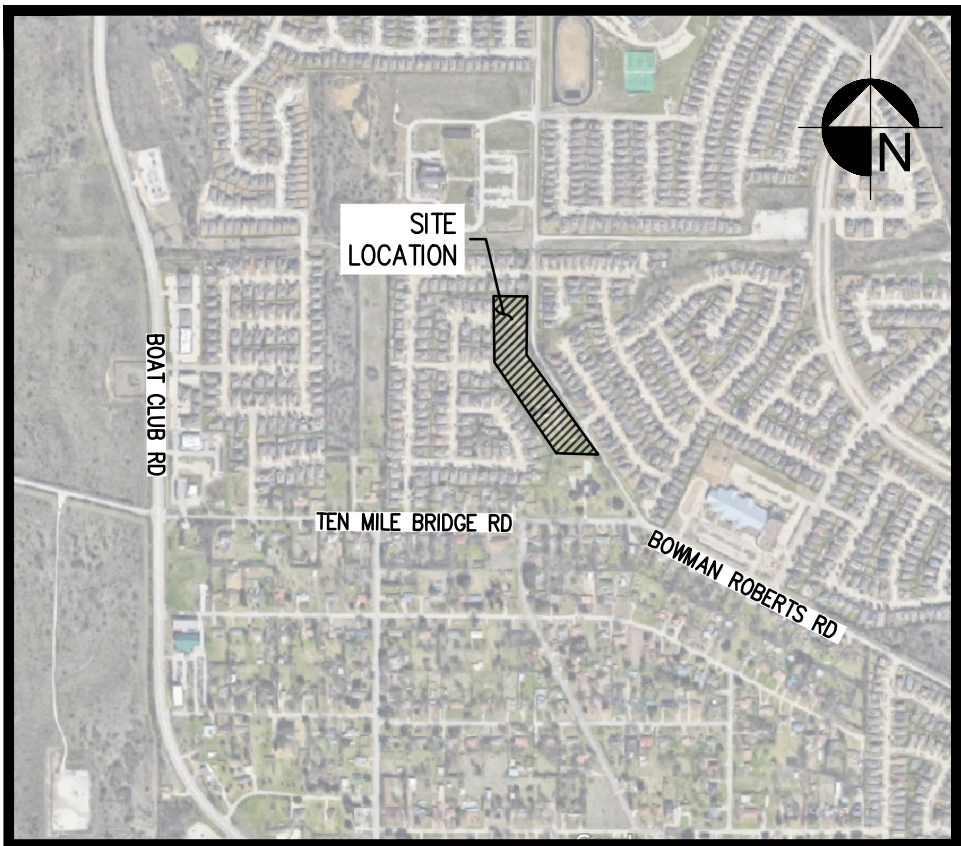 N
SITE
LOCATION
BOAT CLUB RD
TEN MILE BRIDGE RD
BOWMAN ROBERTS RD